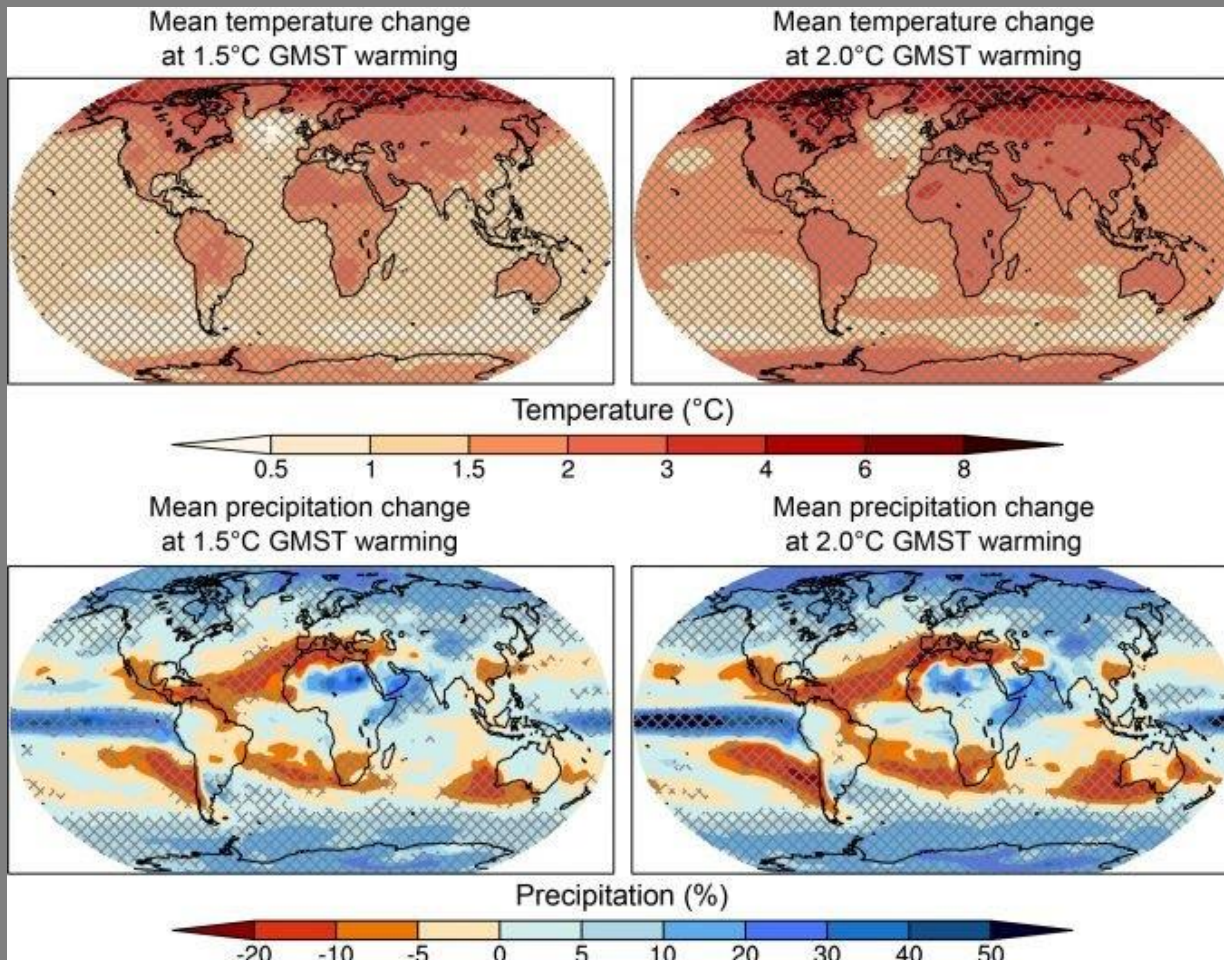 Mean temperature change
at 1.5°C GMST warming
Mean temperature change
at 2.0°C GMST warming
Temperature (°C)
0.5 1 1.5 2 3 4 6 8
Mean precipitation change
at 1.5°C GMST warming
Mean precipitation change
at 2.0°C GMST warming
Precipitation (%)
-20 -10 -5 0 5 10 20 30 40 50